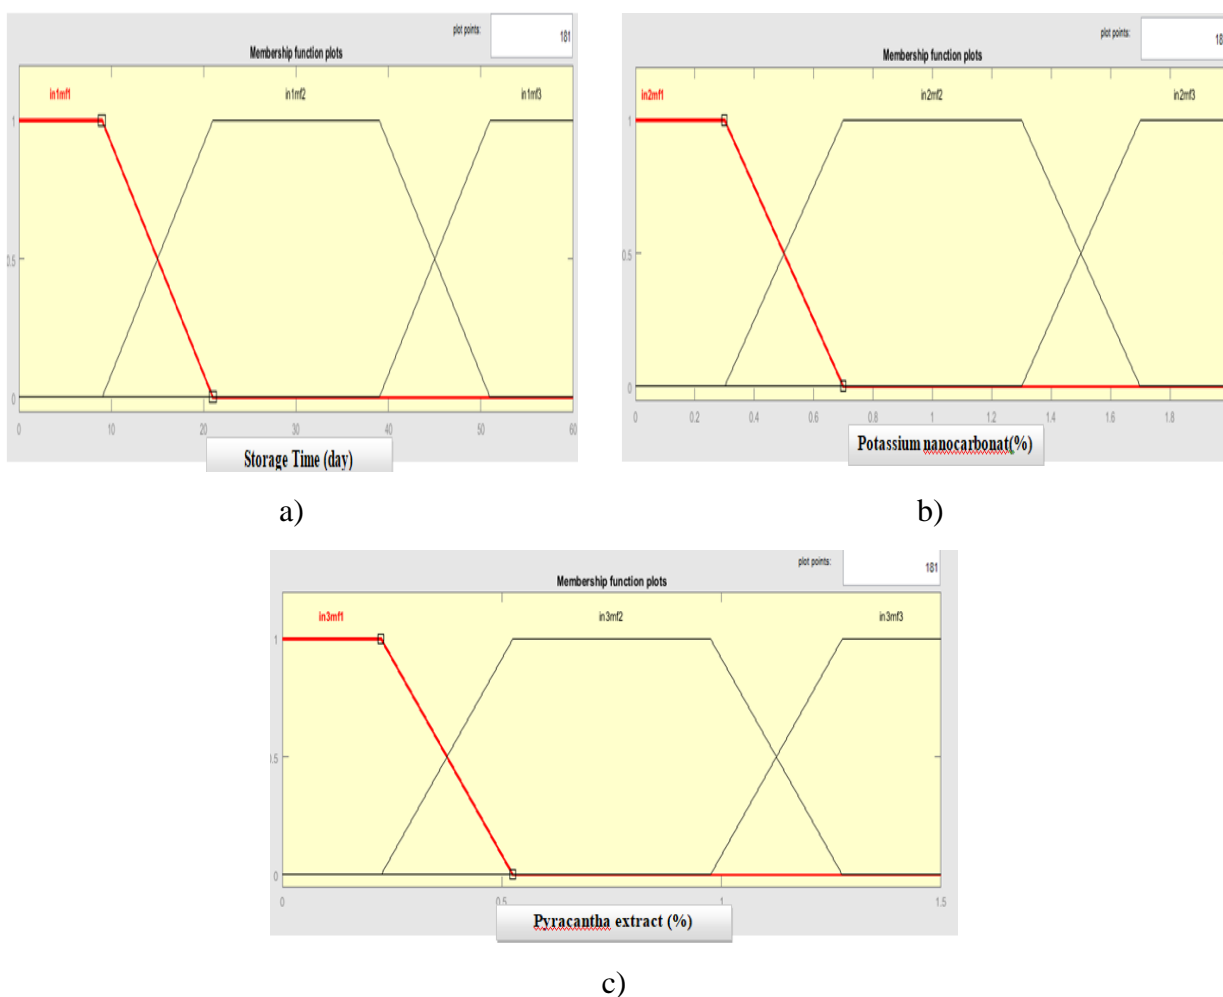 plot points: 181
Membership function plots
in1mf1 in1mf2 in1mf3
1
0.5
0
0 10 20 30 40 50 60
Storage Time (day)
a)
plot points: 18
Membership function plots
in2mf1 in2mf2 in2mf3
1
0.5
0
0 0.2 0.4 0.6 0.8 1 1.2 1.4 1.6 1.8
Potassium nanocarbonat(%)
b)
plot points: 181
Membership function plots
in3mf1 in3mf2 in3mf3
1
0.5
0
0 0.5 1 1.5
Pyracantha extract (%)
c)